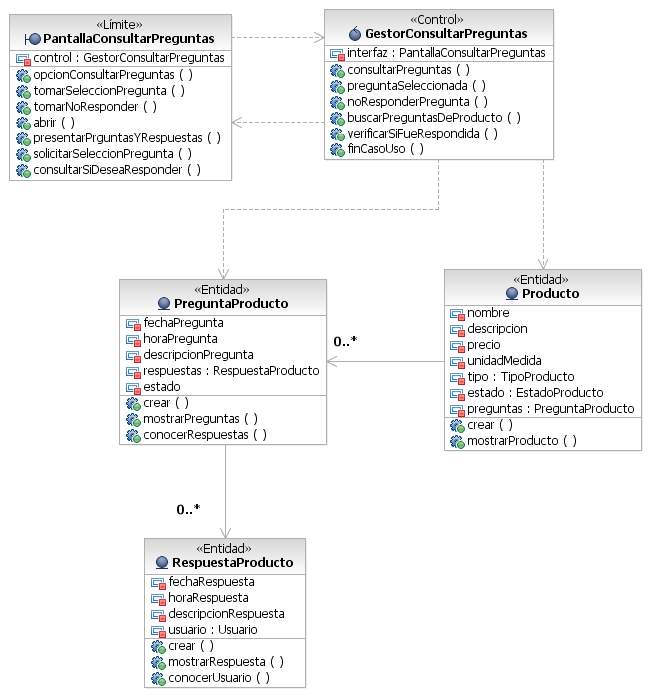 «Límite»
PantallaConsultarPreguntas
control : GestorConsultarPreguntas
opcionConsultarPreguntas ( )
tomarSeleccionPregunta ( )
tomarNoResponder ( )
abrir ( )
presentarPrguntasYRespuestas ( )
solicitarSeleccionPregunta ( )
consultarSiDeseaResponder ( )
«Control»
GestorConsultarPreguntas
interfaz : PantallaConsultarPreguntas
consultarPreguntas ( )
preguntaSeleccionada ( )
noResponderPregunta ( )
buscarPreguntasDeProducto ( )
verificarSiFueRespondida ( )
finCasoUso ( )
«Entidad»
PreguntaProducto
fechaPregunta
horaPregunta
descripcionPregunta
respuestas : RespuestaProducto
estado
crear ( )
mostrarPreguntas ( )
conocerRespuestas ( )
0..*
«Entidad»
Producto
nombre
descripcion
precio
unidadMedida
tipo : TipoProducto
estado : EstadoProducto
preguntas : PreguntaProducto
crear ( )
mostrarProducto ( )
0..*
«Entidad»
RespuestaProducto
fechaRespuesta
horaRespuesta
descripcionRespuesta
usuario : Usuario
crear ( )
mostrarRespuesta ( )
conocerUsuario ( )